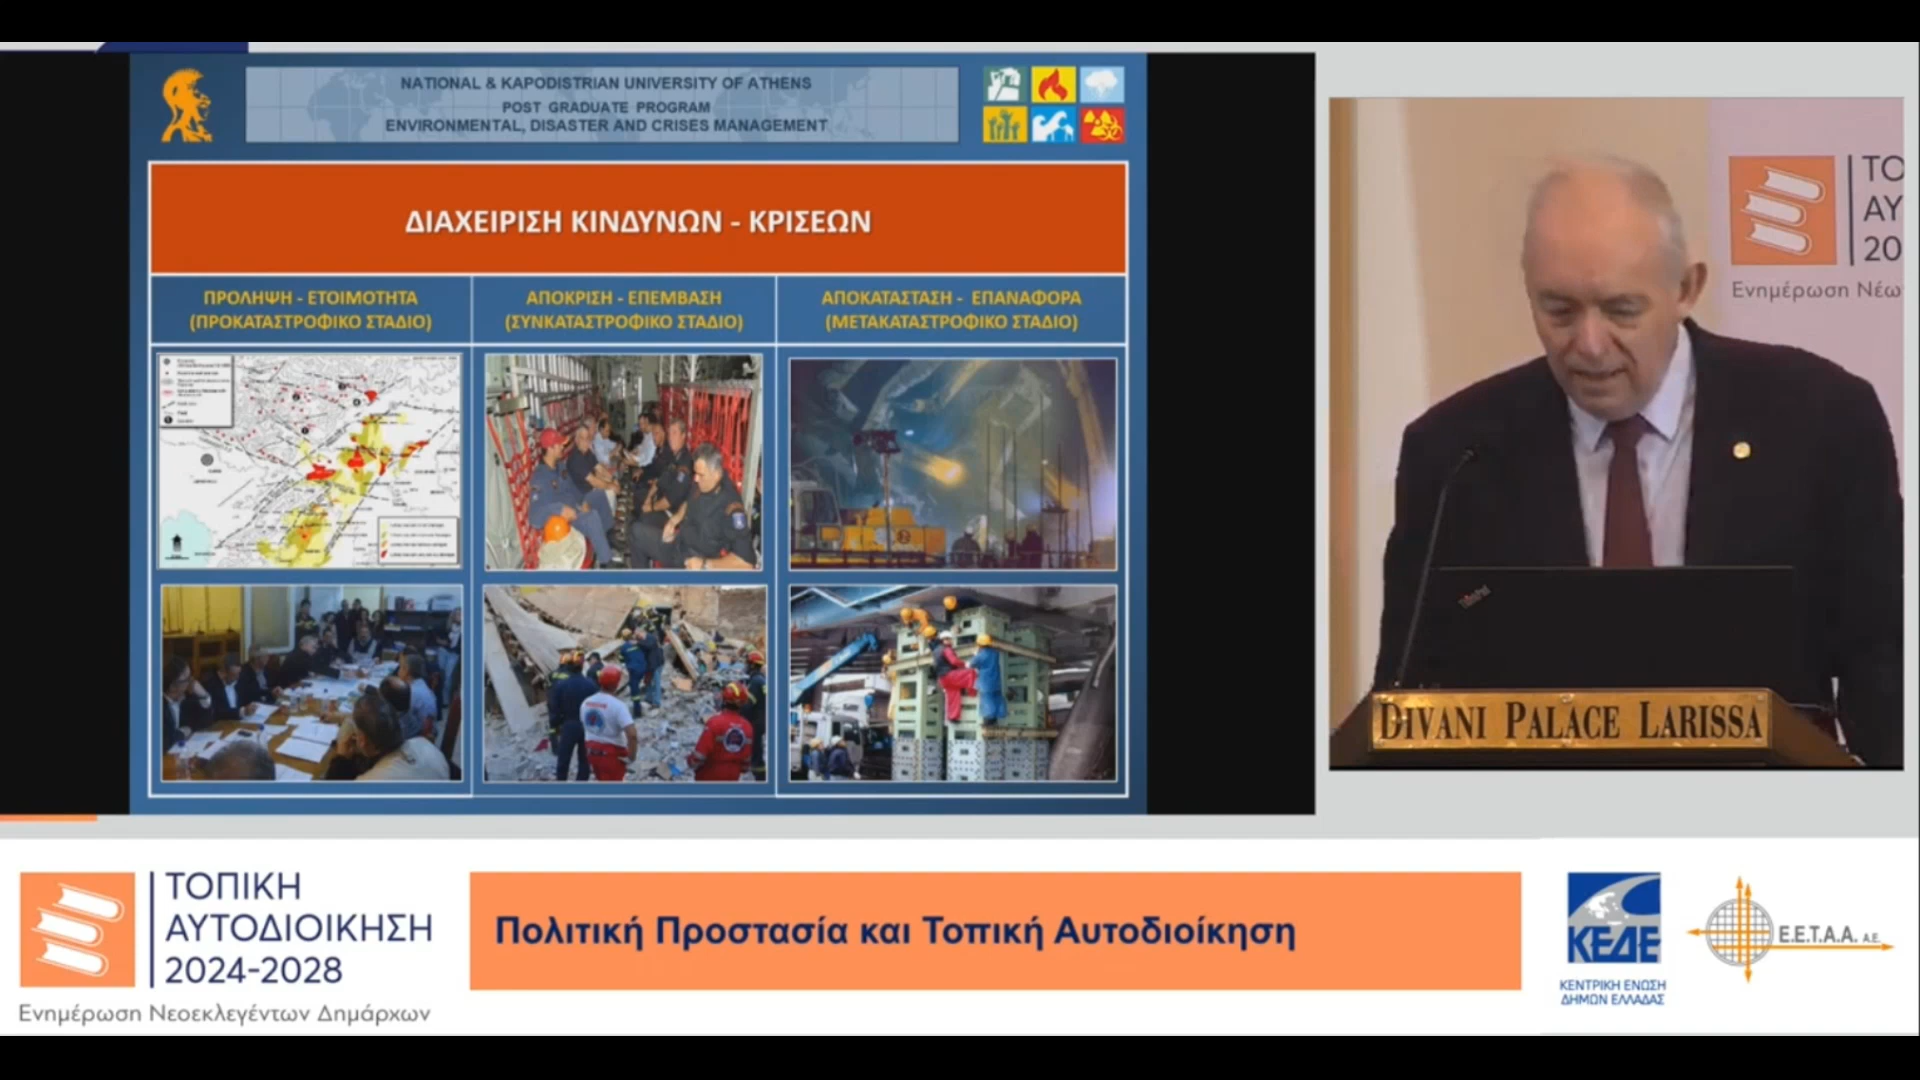 NATIONAL & KAPODISTRIAN UNIVERSITY OF ATHENS
POST GRADUATE PROGRAM
ENVIRONMENTAL, DISASTER AND CRISES MANAGEMENT
ΔΙΑΧΕΙΡΙΣΗ ΚΙΝΔΥΝΩΝ - ΚΡΙΣΕΩΝ
ΠΡΟΛΗΨΗ - ΕΤΟΙΜΟΤΗΤΑ
(ΠΡΟΚΑΤΑΣΤΡΟΦΙΚΟ ΣΤΑΔΙΟ)
ΑΠΟΚΡΙΣΗ - ΕΠΕΜΒΑΣΗ
(ΣΥΝΚΑΤΑΣΤΡΟΦΙΚΟ ΣΤΑΔΙΟ)
ΑΠΟΚΑΤΑΣΤΑΣΗ - ΕΠΑΝΑΦΟΡΑ
(ΜΕΤΑΚΑΤΑΣΤΡΟΦΙΚΟ ΣΤΑΔΙΟ)
ΤΟ
ΑΥ
20
Ενημέρωση Νέω
ThinkPad
DIVANI PALACE LARISSA
ΤΟΠΙΚΗ
ΑΥΤΟΔΙΟΙΚΗΣΗ
2024-2028
Ενημέρωση Νεοεκλεγέντων Δημάρχων
Πολιτική Προστασία και Τοπική Αυτοδιοίκηση
ΚΕΔΕ
ΚΕΝΤΡΙΚΗ ΕΝΩΣΗ
ΔΗΜΩΝ ΕΛΛΑΔΑΣ
Ε.Ε.Τ.Α.Α. Α.Ε.